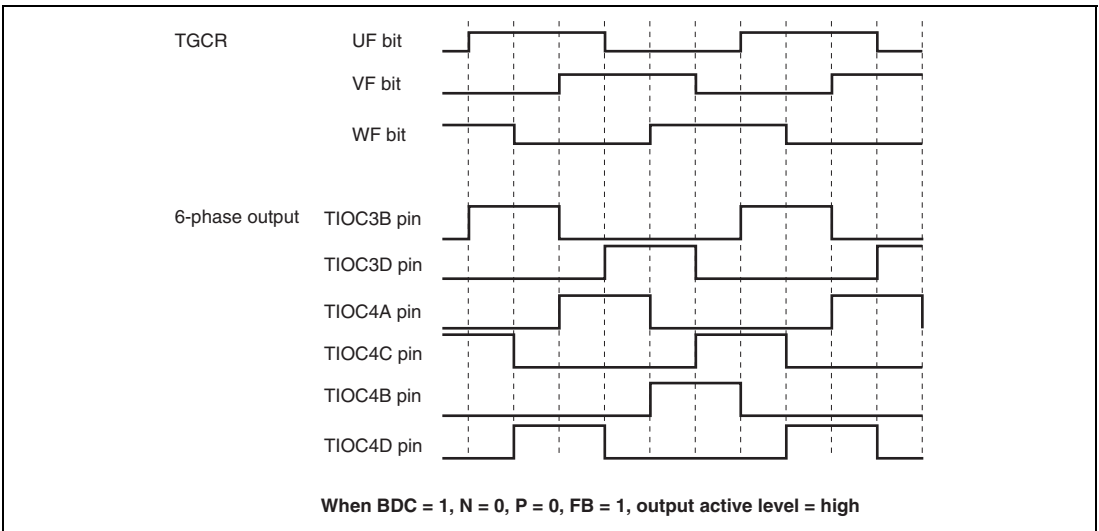 TGCR UF bit
VF bit
WF bit
6-phase output TIOC3B pin
TIOC3D pin
TIOC4A pin
TIOC4C pin
TIOC4B pin
TIOC4D pin
When BDC = 1, N = 0, P = 0, FB = 1, output active level = high